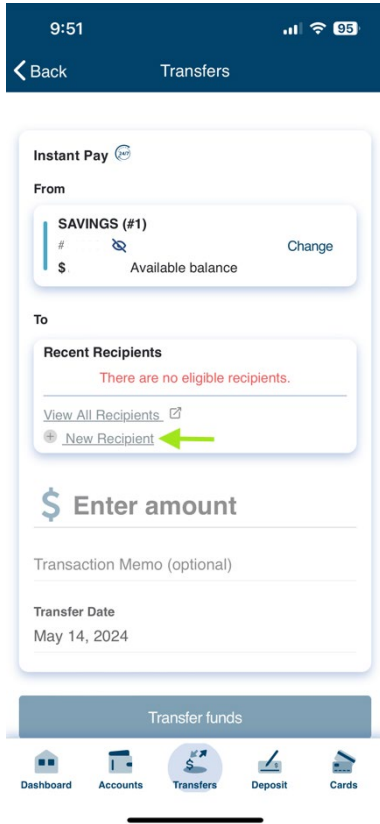 9:51
95
Back
Transfers
Instant Pay 24/7
From
SAVINGS (#1)
#
Change
$ Available balance
To
Recent Recipients
There are no eligible recipients.
View All Recipients
New Recipient
$ Enter amount
Transaction Memo (optional)
Transfer Date
May 14, 2024
Transfer funds
Dashboard Accounts Transfers Deposit Cards